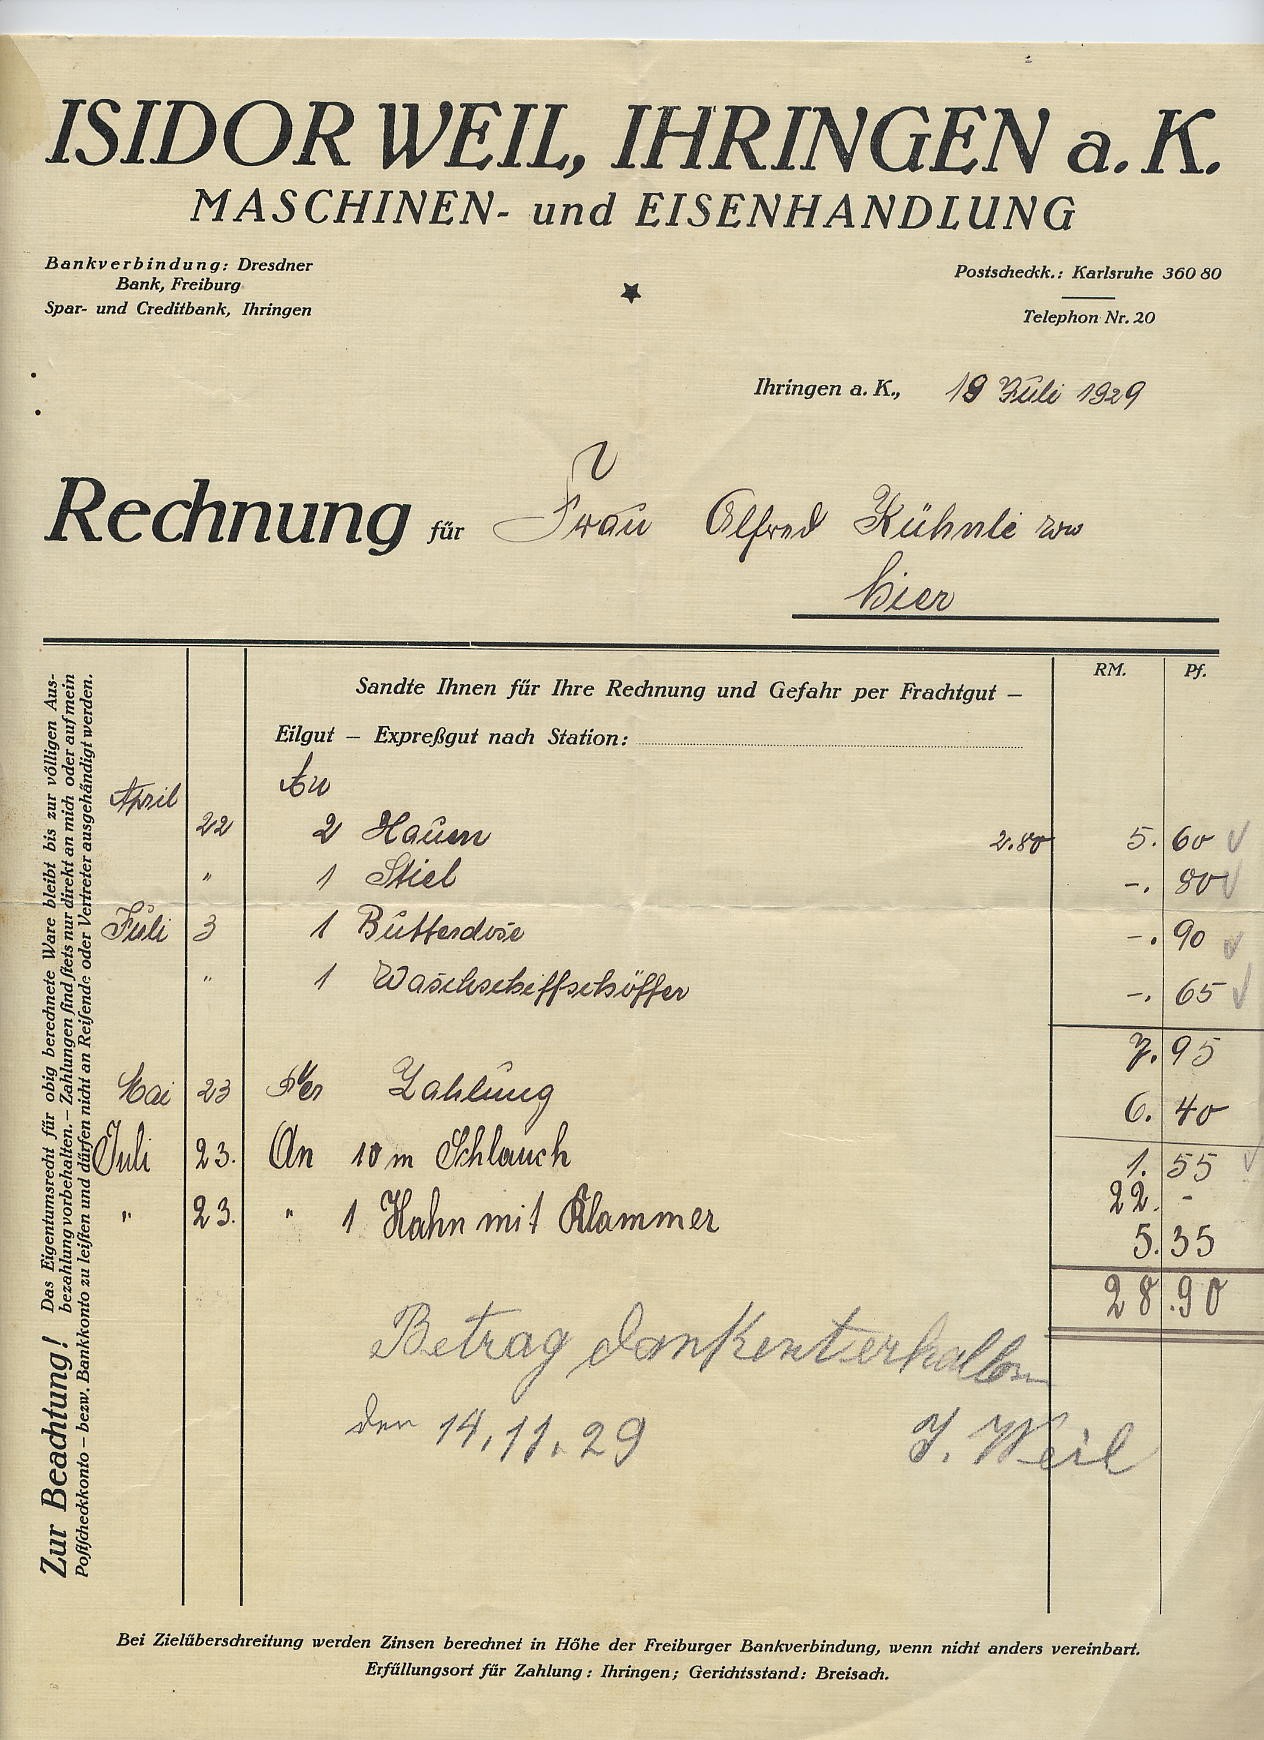 ISIDOR WEIL, IHRINGEN a. K.
MASCHINEN- und EISENHANDLUNG
Bankverbindung: Dresdner
Bank, Freiburg
Spar- und Creditbank, Ihringen
Postscheckk.: Karlsruhe 360 80
Telephon Nr. 20
Ihringen a. K., 19 Juli 1929
Rechnung für Frau Alfred Kühnle
hier
RM. Pf.
Sandte Ihnen für Ihre Rechnung und Gefahr per Frachtgut –
Eilgut – Expreßgut nach Station:
April An
22 2 Hauen 2.80 5. 60
" 1 Stiel -. 80
Juli 3 1 Butterdose -. 90
" 1 Waschschiffschöffer -. 65
7. 95
Mai 23 Per Zahlung 6. 40
1. 55
Juli 23. An 10 m Schlauch 22. -
" 23. " 1 Hahn mit Klammer 5. 35
28. 90
Betrag dankent erhalten
den 14.11.29 J. Weil
Zur Beachtung! Das Eigentumsrecht für obig berechnete Ware bleibt bis zur völligen Aus-
bezahlung vorbehalten. – Zahlungen sind stets nur direkt an mich oder auf mein
Postscheckkonto – bezw. Bankkonto zu leisten und dürfen nicht an Reisende oder Vertreter ausgehändigt werden.
Bei Zielüberschreitung werden Zinsen berechnet in Höhe der Freiburger Bankverbindung, wenn nicht anders vereinbart.
Erfüllungsort für Zahlung: Ihringen; Gerichtsstand: Breisach.